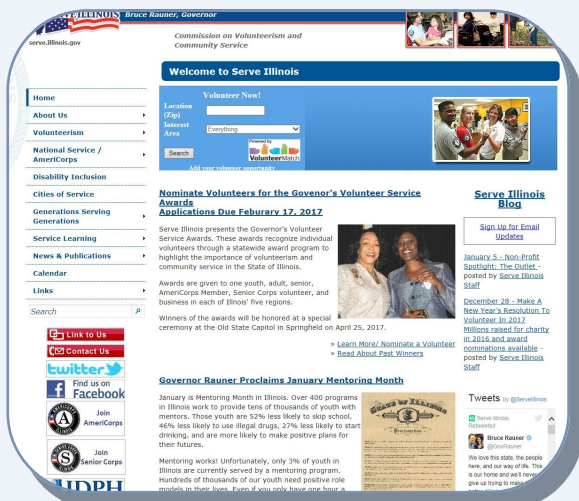 Bruce Rauner, Governor
serve.illinois.gov
Commission on Volunteerism and
Community Service
Welcome to Serve Illinois
Home
About Us
Volunteerism
National Service /
AmeriCorps
Disability Inclusion
Cities of Service
Generations Serving
Generations
Service Learning
News & Publications
Calendar
Links
Search
Link to Us
Contact Us
twitter
Find us on
Facebook
Join
AmeriCorps
Join
Senior Corps
IDPH
Volunteer Now!
Location
(Zip)
Interest
Area
Everything
Search
Powered by
VolunteerMatch
Add your volunteer opportunity
Nominate Volunteers for the Govenor's Volunteer Service
Awards
Applications Due Feburary 17, 2017
Serve Illinois presents the Governor's Volunteer
Service Awards. These awards recognize individual
volunteers through a statewide award program to
highlight the importance of volunteerism and
community service in the State of Illinois.
Awards are given to one youth, adult, senior,
AmeriCorps Member, Senior Corps volunteer, and
business in each of Illinois' five regions.
Winners of the awards will be honored at a special
ceremony at the Old State Capitol in Springfield on April 25, 2017.
» Learn More/ Nominate a Volunteer
» Read About Past Winners
Governor Rauner Proclaims January Mentoring Month
January is Mentoring Month in Illinois. Over 400 programs
in Illinois work to provide tens of thousands of youth with
mentors. Those youth are 52% less likely to skip school,
46% less likely to use illegal drugs, 27% less likely to start
drinking, and are more likely to make positive plans for
their futures.
Mentoring works! Unfortunately, only 3% of youth in
Illinois are currently served by a mentoring program.
Hundreds of thousands of our youth need positive role
models in their lives. Even if you only have one hour a
Serve Illinois
Blog
Sign Up for Email
Updates
January 5 - Non-Profit
Spotlight: The Outlet -
posted by Serve Illinois
Staff
December 28 - Make A
New Year's Resolution To
Volunteer In 2017
Millions raised for charity
in 2016 and award
nominations available -
posted by Serve Illinois
Staff
Tweets by @ServeIllinois
Serve Illinois
Retweeted
Bruce Rauner
@GovRauner
We love this state, the people
here, and our way of life. This
is our home and we'll never
give up trying to make